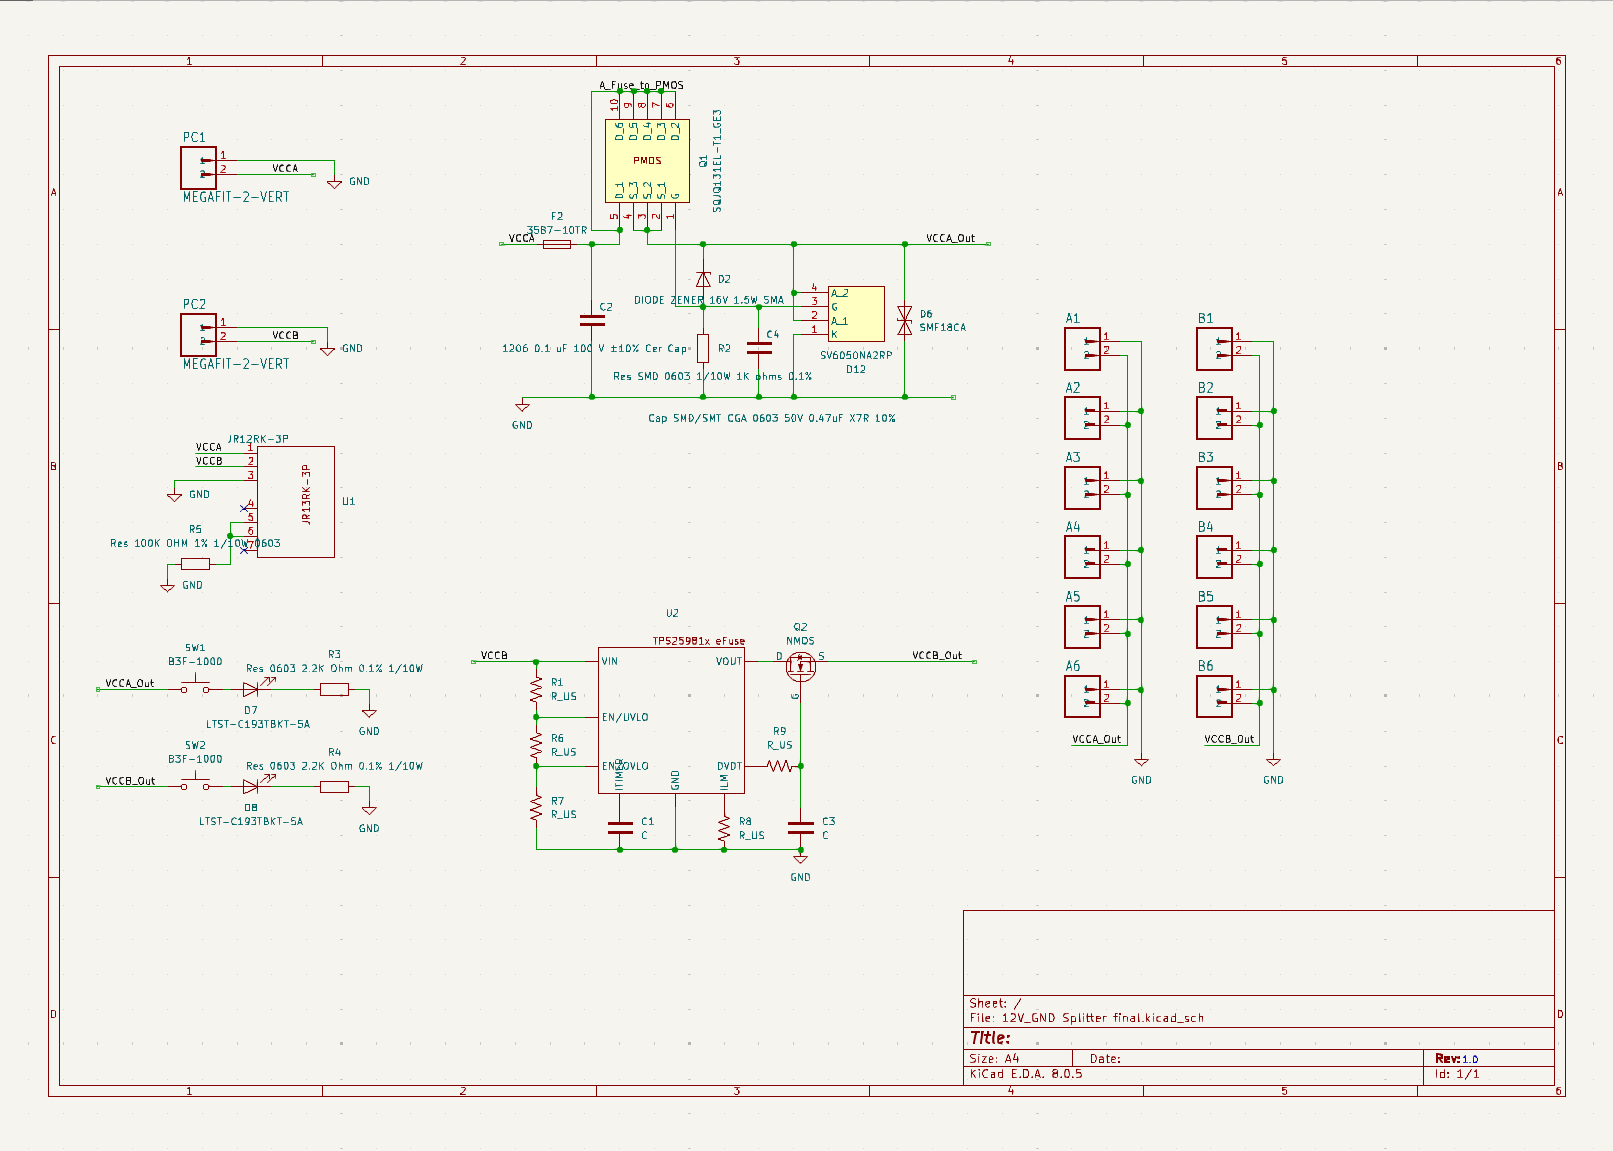 1 2 3 4 5 6
A
B
C
D
PC1
1
2
VCCA
GND
MEGAFIT-2-VERT
PC2
1
2
VCCB
GND
MEGAFIT-2-VERT
JR12RK-3P
VCCA
VCCB
GND
1
2
3
4
5
6
JR13RK-3P
U1
R5
Res 100K OHM 1% 1/10W 0603
GND
SW1
B3F-1000
VCCA_Out
D7
LTST-C193TBKT-5A
R3
Res 0603 2.2K Ohm 0.1% 1/10W
GND
SW2
B3F-1000
VCCB_Out
D8
LTST-C193TBKT-5A
R4
Res 0603 2.2K Ohm 0.1% 1/10W
GND
A_Fuse_to_PMOS
10 9 8 7 6
D_6 D_5 D_4 D_3 D_2
PMOS
D_1 S_3 S_2 S_1 G
5 4 3 2 1
Q1
SQJQ131EL-T1_GE3
F2
3587-10TR
VCCA
VCCA_Out
D2
DIODE ZENER 16V 1.5W SMA
C2
1206 0.1 uF 100 V ±10% Cer Cap
R2
Res SMD 0603 1/10W 1K ohms 0.1%
C4
Cap SMD/SMT CGA 0603 50V 0.47uF X7R 10%
4 A_2
3 G
2 A_1
1 K
SV6050NA2RP
D12
D6
SMF18CA
GND
U2
TPS25981x eFuse
VCCB
VIN
VOUT
EN/UVLO
EN/OVLO
DVDT
ITIMER
GND
ILM
R1
R_US
R6
R_US
R7
R_US
C1
C
R8
R_US
R9
R_US
C3
C
Q2
NMOS
D
S
G
VCCB_Out
GND
A1
1
2
A2
1
2
A3
1
2
A4
1
2
A5
1
2
A6
1
2
VCCA_Out
GND
B1
1
2
B2
1
2
B3
1
2
B4
1
2
B5
1
2
B6
1
2
VCCB_Out
GND
Sheet: /
File: 12V_GND Splitter final.kicad_sch
Title:
Size: A4 Date: Rev: 1.0
KiCad E.D.A. 8.0.5 Id: 1/1
A
B
C
D
1 2 3 4 5 6